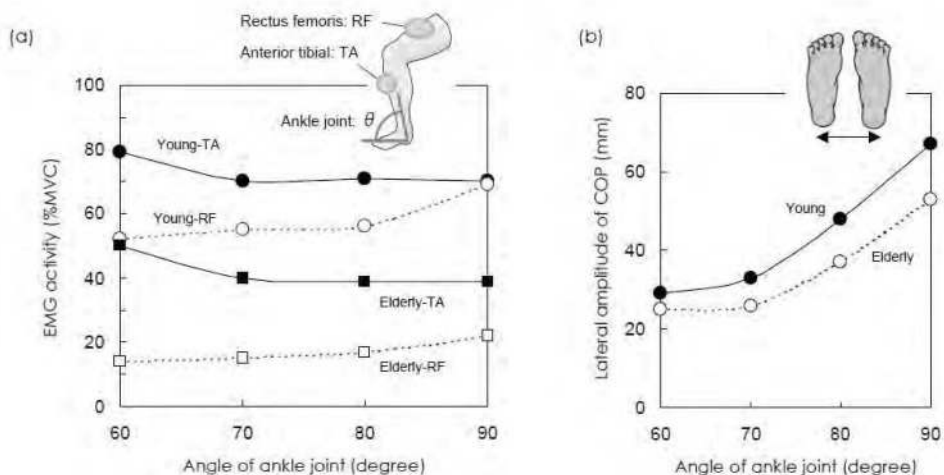 (a)
Rectus femoris: RF
Anterior tibial: TA
Ankle joint: θ
EMG activity (%MVC)
100
80
60
40
20
0
Young-TA
Young-RF
Elderly-TA
Elderly-RF
60 70 80 90
Angle of ankle joint (degree)
(b)
Lateral amplitude of COP (mm)
80
60
40
20
0
Young
Elderly
60 70 80 90
Angle of ankle joint (degree)